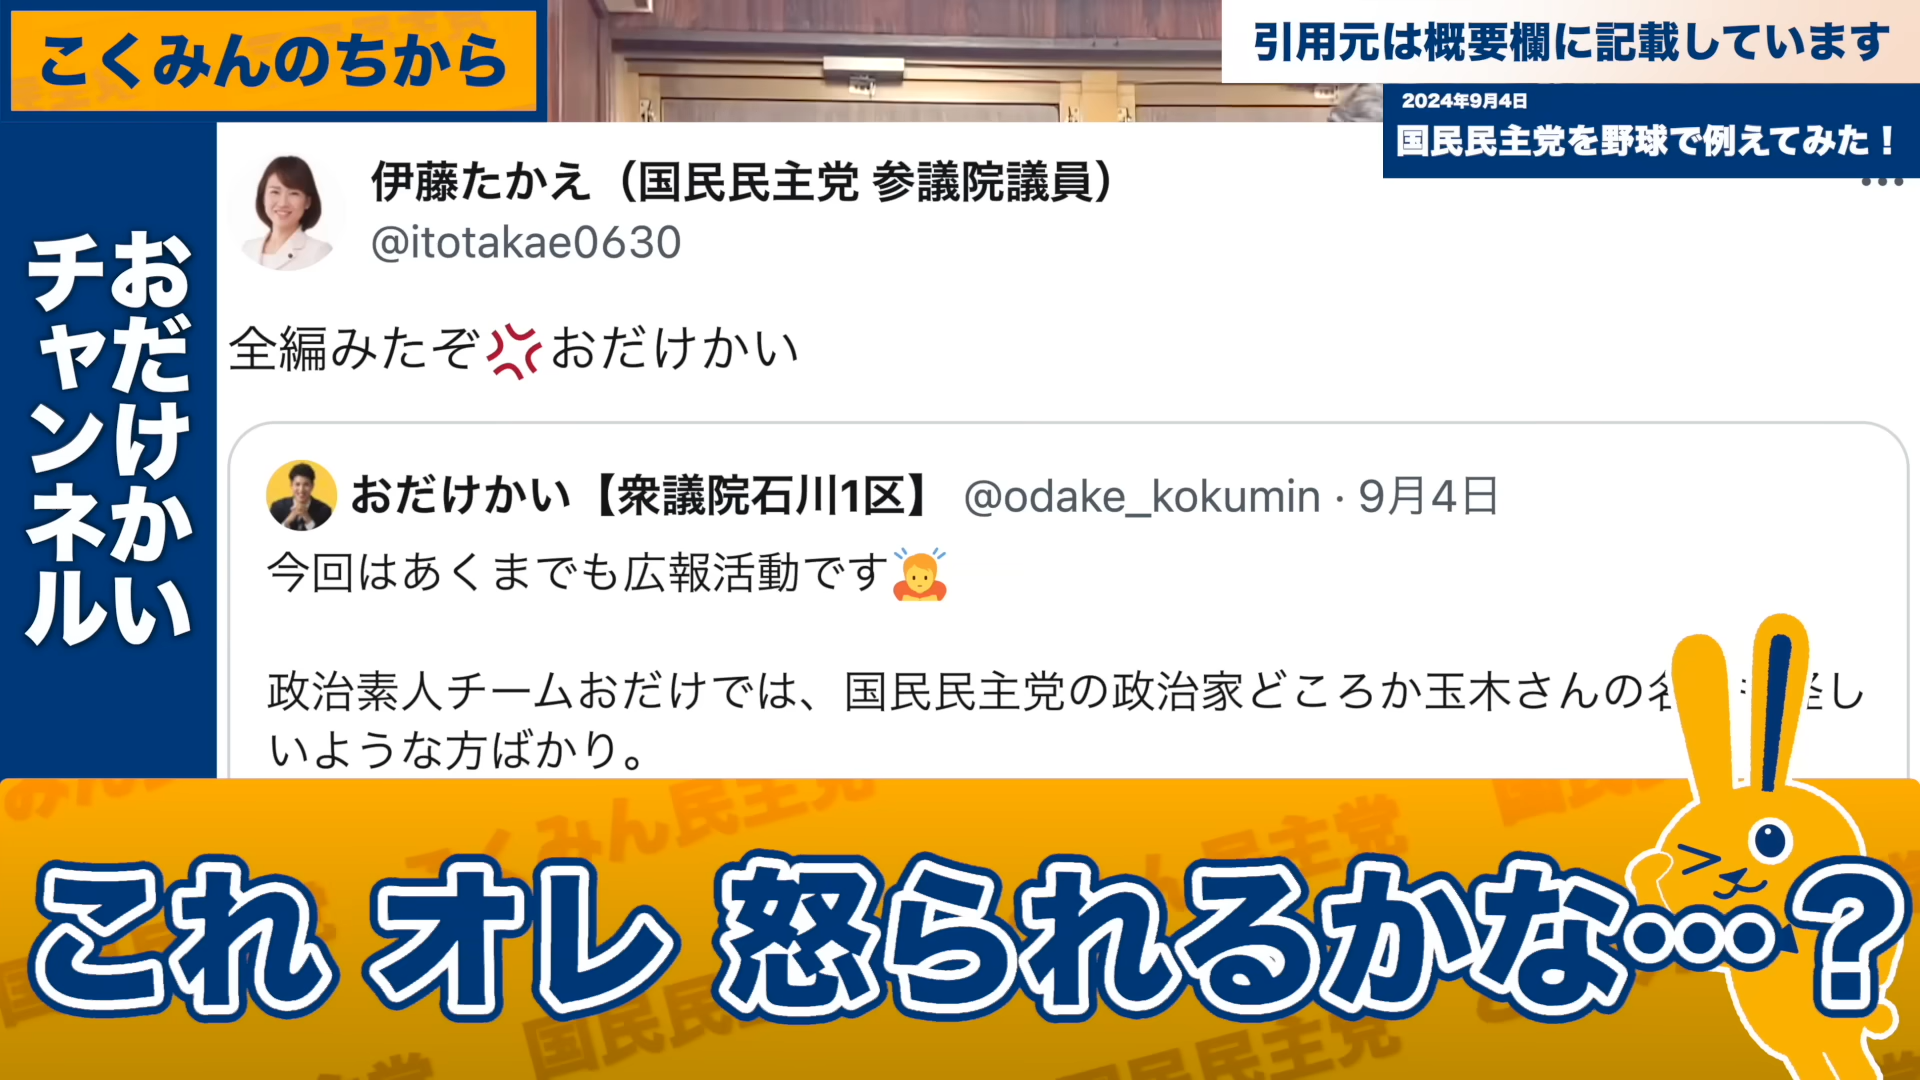 こくみんのちから
引用元は概要欄に記載しています
2024年9月4日
国民民主党を野球で例えてみた！
おだけかい
チャンネル
伊藤たかえ（国民民主党 参議院議員）
@itotakae0630
全編みたぞ💢おだけかい
おだけかい【衆議院石川1区】 @odake_kokumin · 9月4日
今回はあくまでも広報活動です🙇
政治素人チームおだけでは、国民民主党の政治家どころか玉木さんの
いような方ばかり。
これ オレ 怒られるかな…？